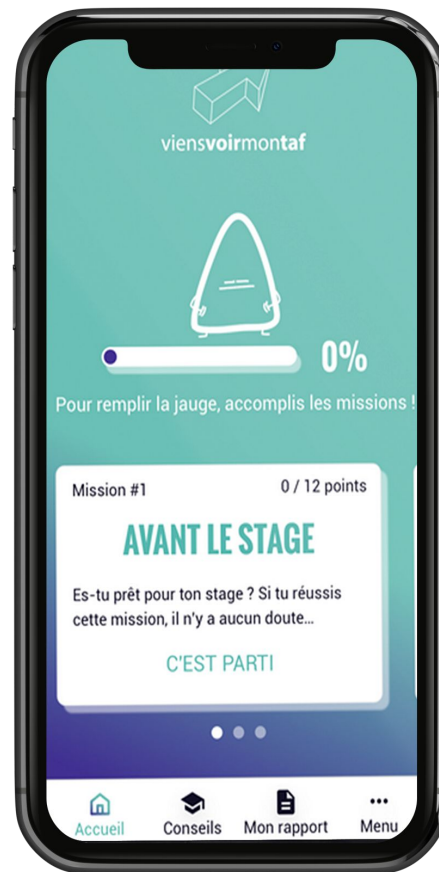 viensvoirmontaf
0%
Pour remplir la jauge, accomplis les missions !
Mission #1 0 / 12 points
AVANT LE STAGE
Es-tu prêt pour ton stage ? Si tu réussis
cette mission, il n'y a aucun doute...
C'EST PARTI
Accueil Conseils Mon rapport Menu